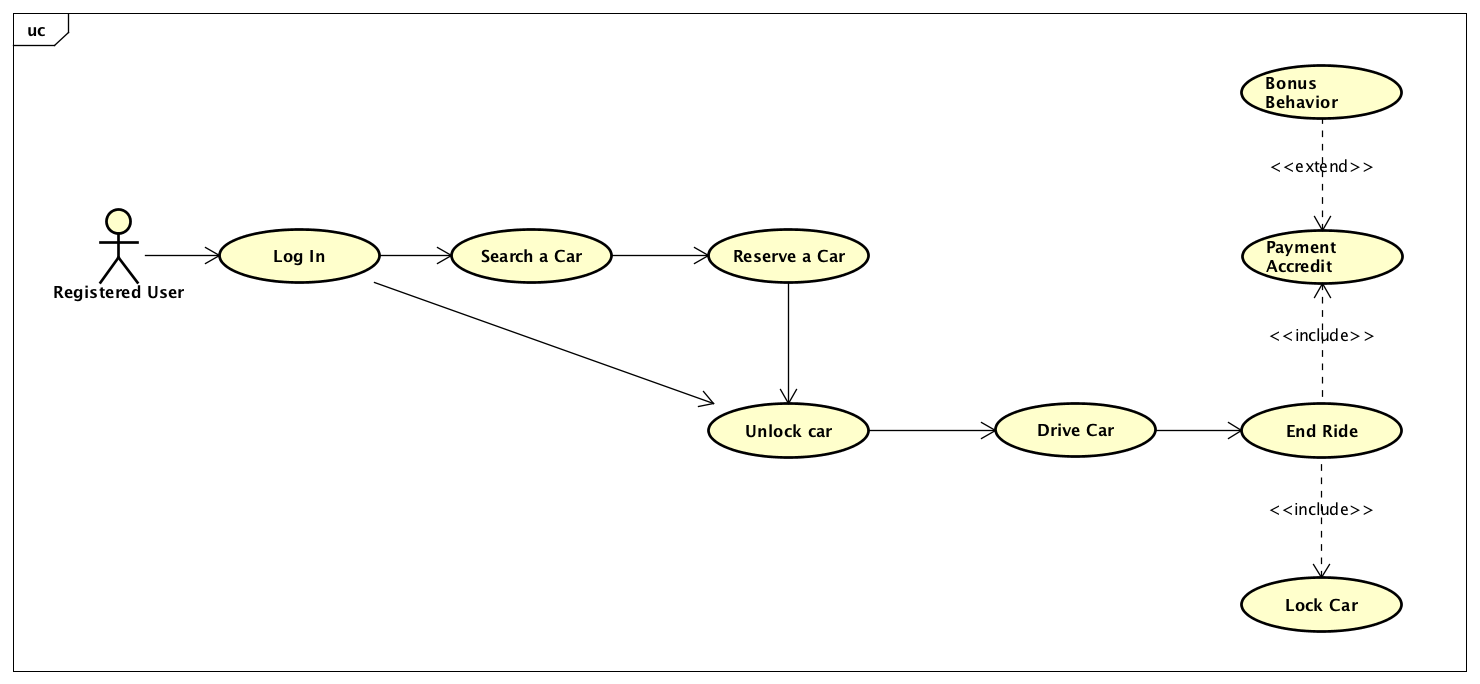 uc
Bonus
Behavior
<<extend>>
Registered User
Log In
Search a Car
Reserve a Car
Payment
Accredit
<<include>>
Unlock car
Drive Car
End Ride
<<include>>
Lock Car